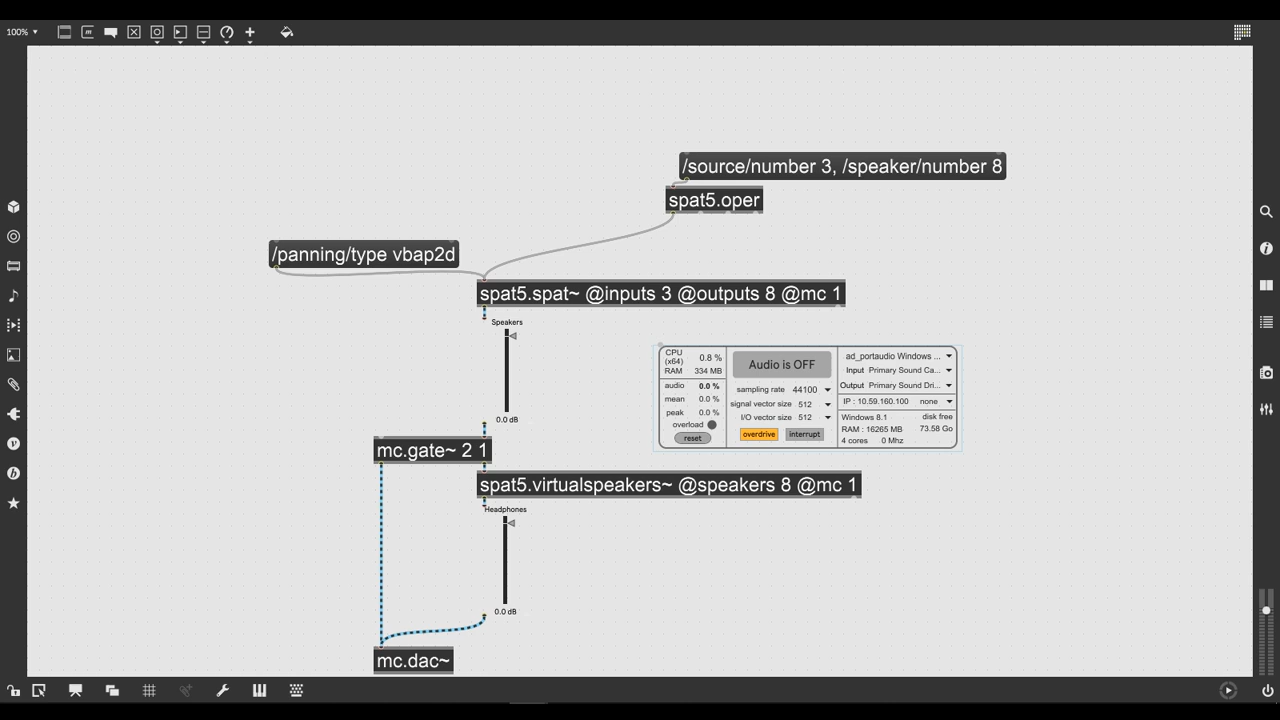 100%
/source/number 3, /speaker/number 8
spat5.oper
/panning/type vbap2d
spat5.spat~ @inputs 3 @outputs 8 @mc 1
Speakers
0.0 dB
CPU
(x64) 0.8 %
RAM 334 MB
audio 0.0 %
mean 0.0 %
peak 0.0 %
overload
reset
Audio is OFF
sampling rate 44100
signal vector size 512
I/O vector size 512
overdrive interrupt
ad_portaudio Windows ...
Input Primary Sound Ca...
Output Primary Sound Dri...
IP : 10.59.160.100 none
Windows 8.1 disk free
RAM : 16265 MB 73.58 Go
4 cores 0 Mhz
mc.gate~ 2 1
spat5.virtualspeakers~ @speakers 8 @mc 1
Headphones
0.0 dB
mc.dac~